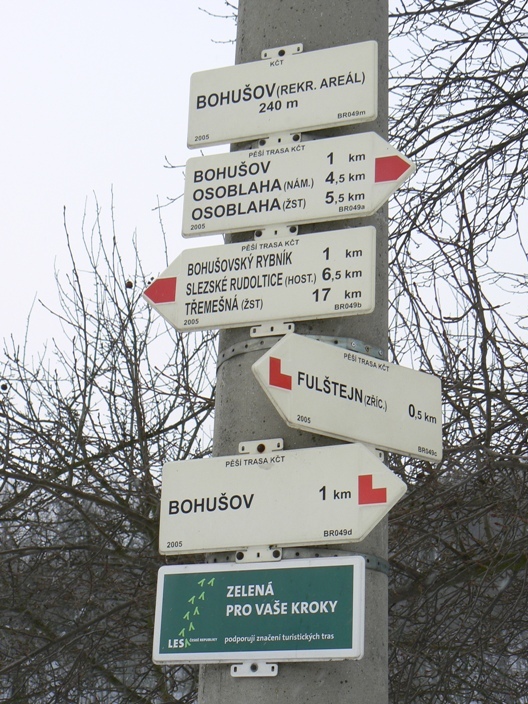 KČT
BOHUŠOV (REKR. AREÁL)
240 m
2005 BR049m
PĚŠÍ TRASA KČT
BOHUŠOV 1 km
OSOBLAHA (NÁM.) 4,5 km
OSOBLAHA (ŽST) 5,5 km
2005 BR049a
PĚŠÍ TRASA KČT
BOHUŠOVSKÝ RYBNÍK 1 km
SLEZSKÉ RUDOLTICE (HOST.) 6,5 km
TŘEMEŠNÁ (ŽST) 17 km
2005 BR049b
PĚŠÍ TRASA KČT
FULŠTEJN (ZŘÍC.) 0,5 km
2005 BR049c
PĚŠÍ TRASA KČT
BOHUŠOV 1 km
2005 BR049d
ZELENÁ
PRO VAŠE KROKY
LESY ČESKÉ REPUBLIKY podporují značení turistických tras